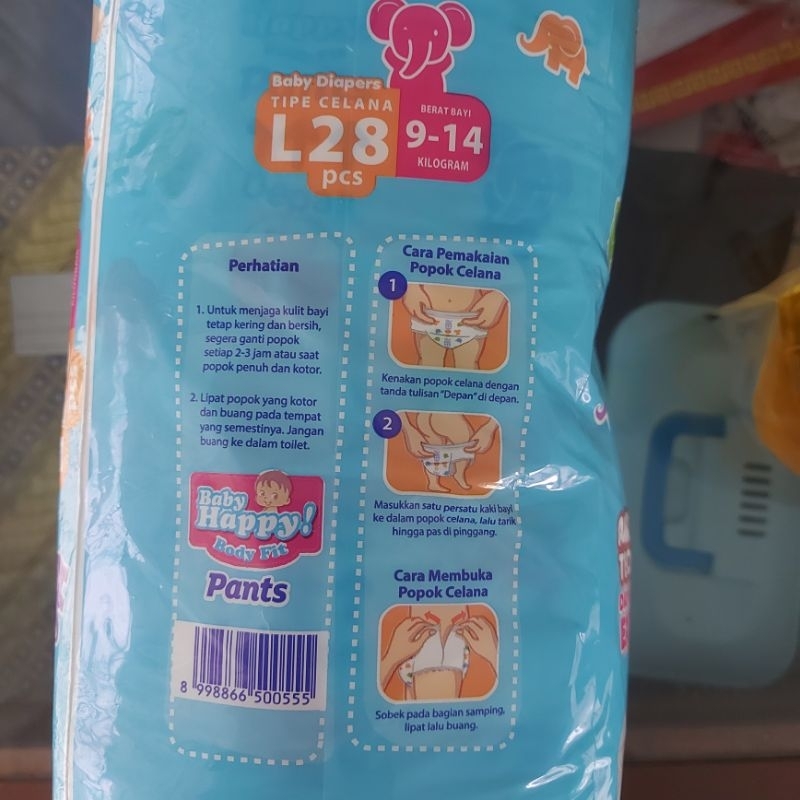 Baby Diapers
TIPE CELANA
L28
pcs
BERAT BAYI
9-14
KILOGRAM
Perhatian
1. Untuk menjaga kulit bayi
tetap kering dan bersih,
segera ganti popok
setiap 2-3 jam atau saat
popok penuh dan kotor.
2. Lipat popok yang kotor
dan buang pada tempat
yang semestinya. Jangan
buang ke dalam toilet.
Baby
Happy!
Body Fit
Pants
8 998866 500555
Cara Pemakaian
Popok Celana
1
Kenakan popok celana dengan
tanda tulisan "Depan" di depan.
2
Masukkan satu persatu kaki bayi
ke dalam popok celana, lalu tarik
hingga pas di pinggang.
Cara Membuka
Popok Celana
Sobek pada bagian samping,
lipat lalu buang.